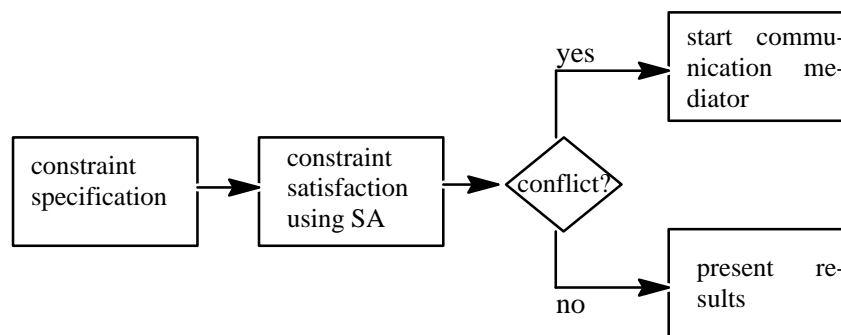 constraint
specification
constraint
satisfaction
using SA
conflict?
yes
start commu-
nication me-
diator
no
present re-
sults